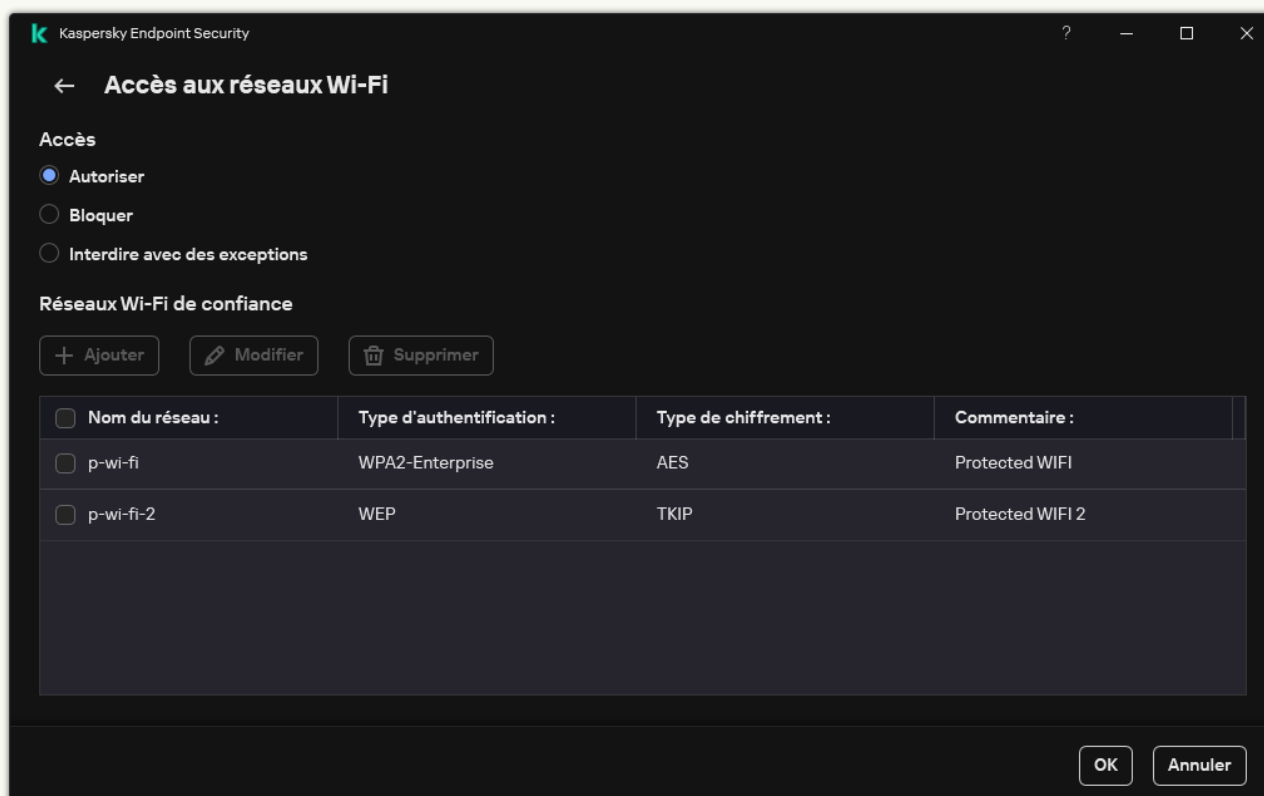 Kaspersky Endpoint Security
?
Accès aux réseaux Wi-Fi
Accès
Autoriser
Bloquer
Interdire avec des exceptions
Réseaux Wi-Fi de confiance
Ajouter Modifier Supprimer
Nom du réseau : Type d'authentification : Type de chiffrement : Commentaire :
p-wi-fi WPA2-Enterprise AES Protected WIFI
p-wi-fi-2 WEP TKIP Protected WIFI 2
OK Annuler